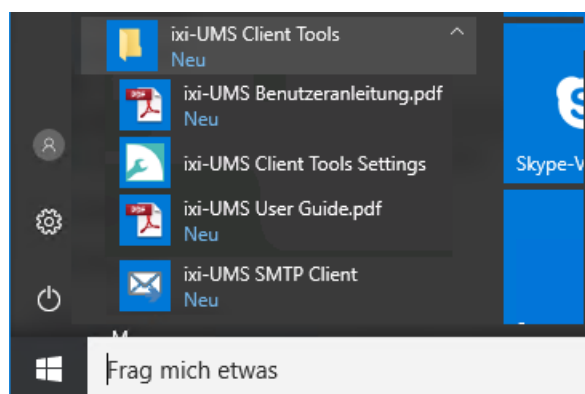 ixi-UMS Client Tools
Neu
ixi-UMS Benutzeranleitung.pdf
Neu
ixi-UMS Client Tools Settings
ixi-UMS User Guide.pdf
Neu
ixi-UMS SMTP Client
Neu
Skype-V
Frag mich etwas